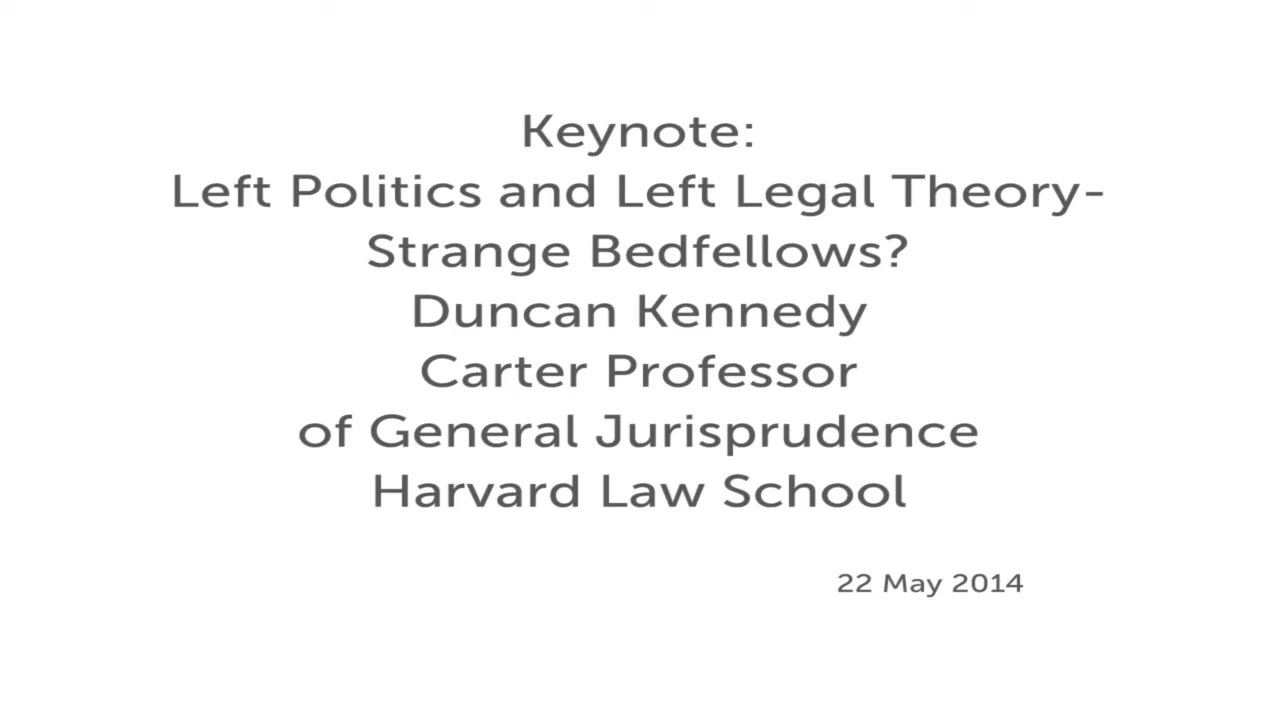 Keynote:
Left Politics and Left Legal Theory-
Strange Bedfellows?
Duncan Kennedy
Carter Professor
of General Jurisprudence
Harvard Law School
22 May 2014